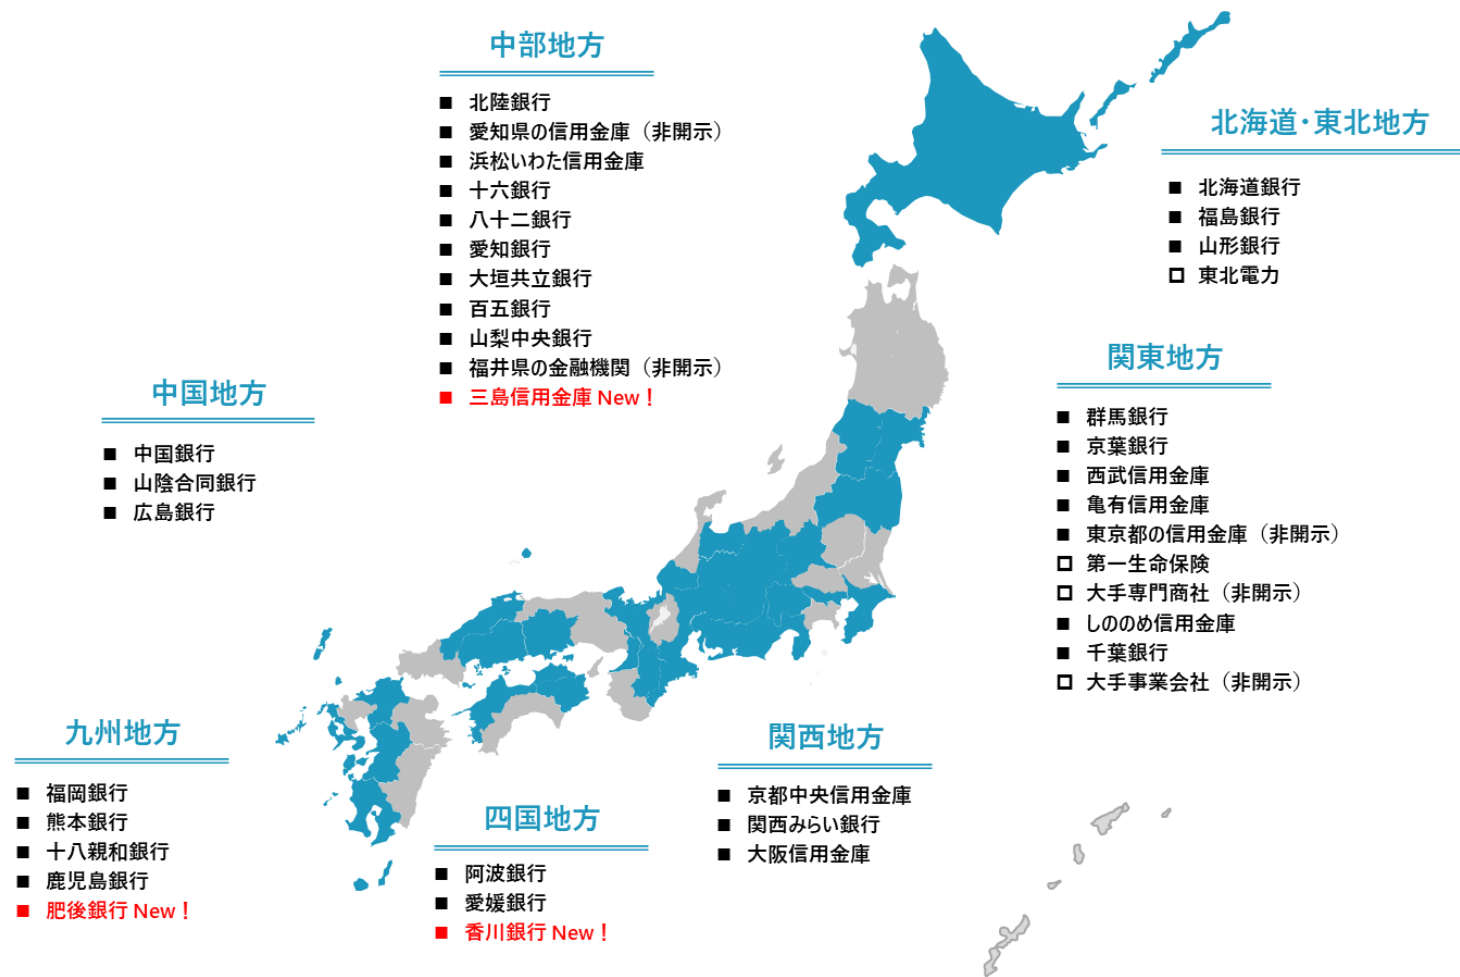 中部地方
■ 北陸銀行
■ 愛知県の信用金庫（非開示）
■ 浜松いわた信用金庫
■ 十六銀行
■ 八十二銀行
■ 愛知銀行
■ 大垣共立銀行
■ 百五銀行
■ 山梨中央銀行
■ 福井県の金融機関（非開示）
■ 三島信用金庫 New！
北海道・東北地方
■ 北海道銀行
■ 福島銀行
■ 山形銀行
□ 東北電力
関東地方
■ 群馬銀行
■ 京葉銀行
■ 西武信用金庫
■ 亀有信用金庫
■ 東京都の信用金庫（非開示）
□ 第一生命保険
□ 大手専門商社（非開示）
■ しののめ信用金庫
■ 千葉銀行
□ 大手事業会社（非開示）
中国地方
■ 中国銀行
■ 山陰合同銀行
■ 広島銀行
九州地方
■ 福岡銀行
■ 熊本銀行
■ 十八親和銀行
■ 鹿児島銀行
■ 肥後銀行 New！
四国地方
■ 阿波銀行
■ 愛媛銀行
■ 香川銀行 New！
関西地方
■ 京都中央信用金庫
■ 関西みらい銀行
■ 大阪信用金庫